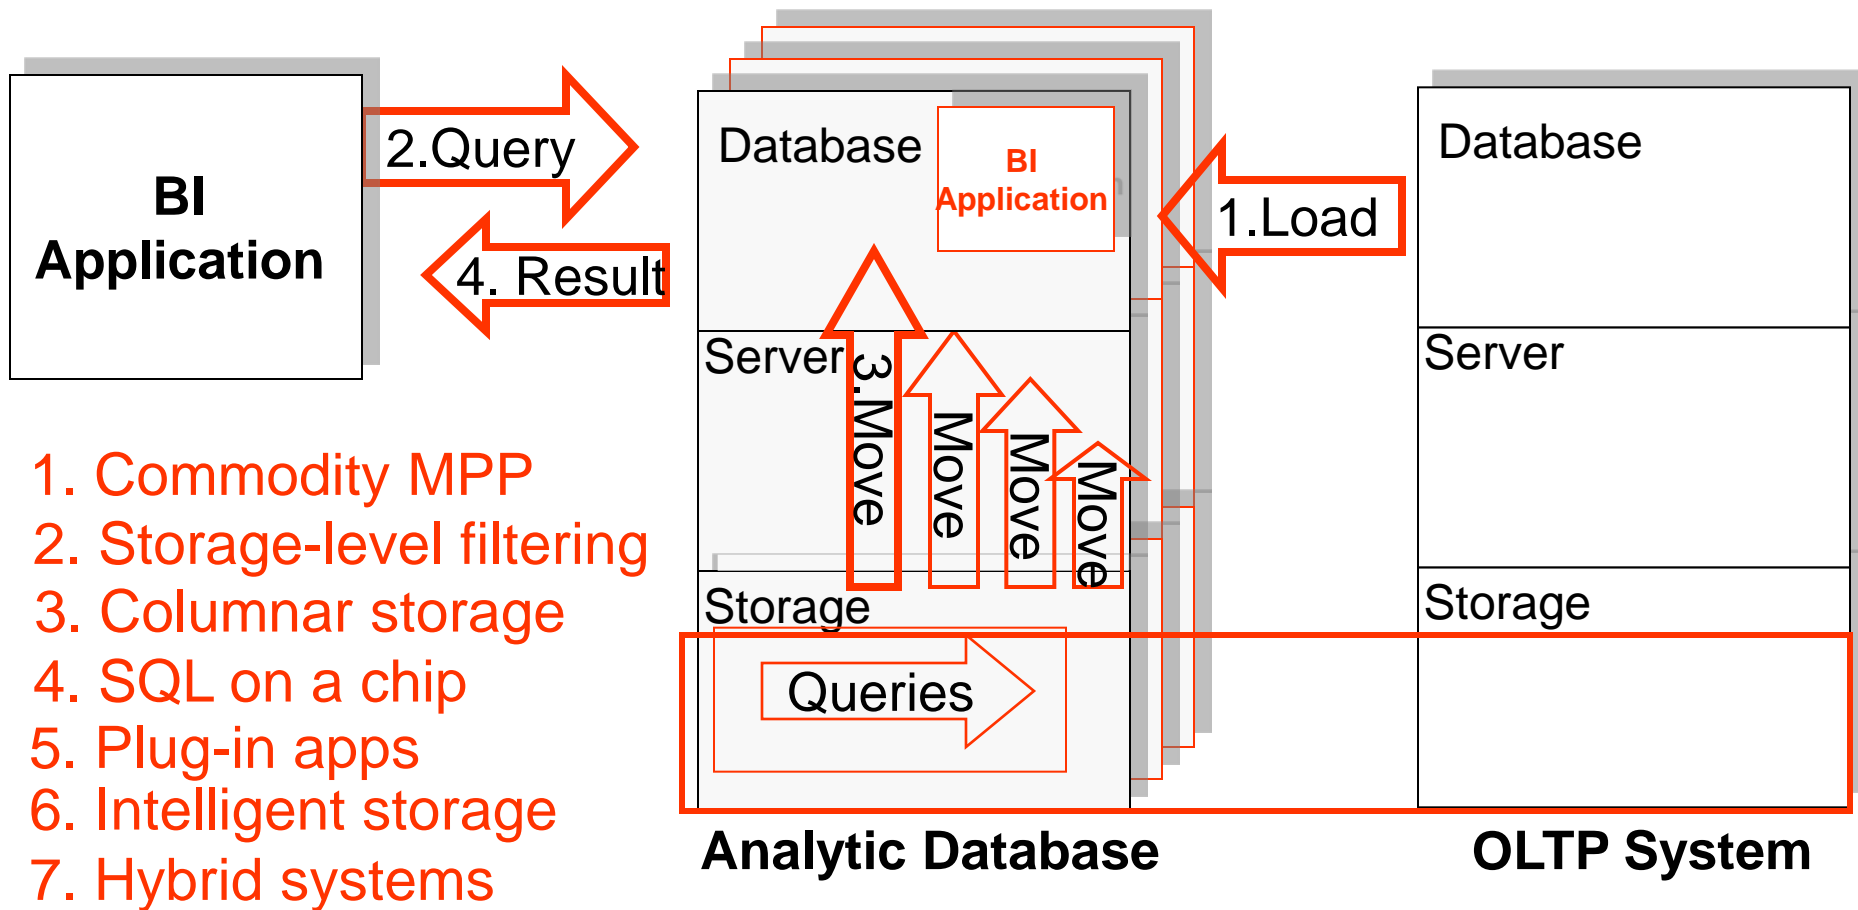 BI
Application
2.Query
4. Result
Database
BI
Application
1.Load
Database
Server
3.Move
Move
Move
Move
Server
Storage
Queries
Storage
1. Commodity MPP
2. Storage-level filtering
3. Columnar storage
4. SQL on a chip
5. Plug-in apps
6. Intelligent storage
7. Hybrid systems
Analytic Database
OLTP System